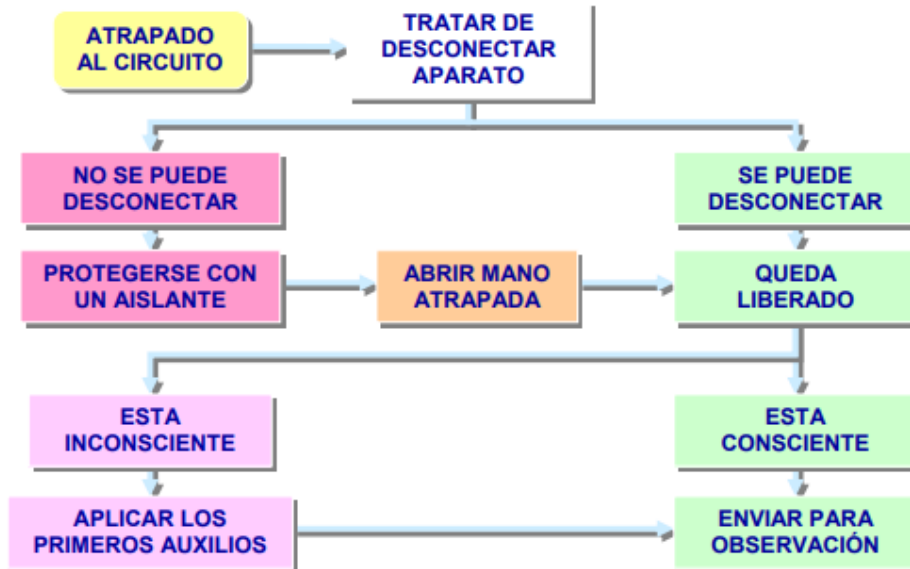 ATRAPADO
AL CIRCUITO
TRATAR DE
DESCONECTAR
APARATO
NO SE PUEDE
DESCONECTAR
SE PUEDE
DESCONECTAR
PROTEGERSE CON
UN AISLANTE
ABRIR MANO
ATRAPADA
QUEDA
LIBERADO
ESTA
INCONSCIENTE
ESTA
CONSCIENTE
APLICAR LOS
PRIMEROS AUXILIOS
ENVIAR PARA
OBSERVACIÓN